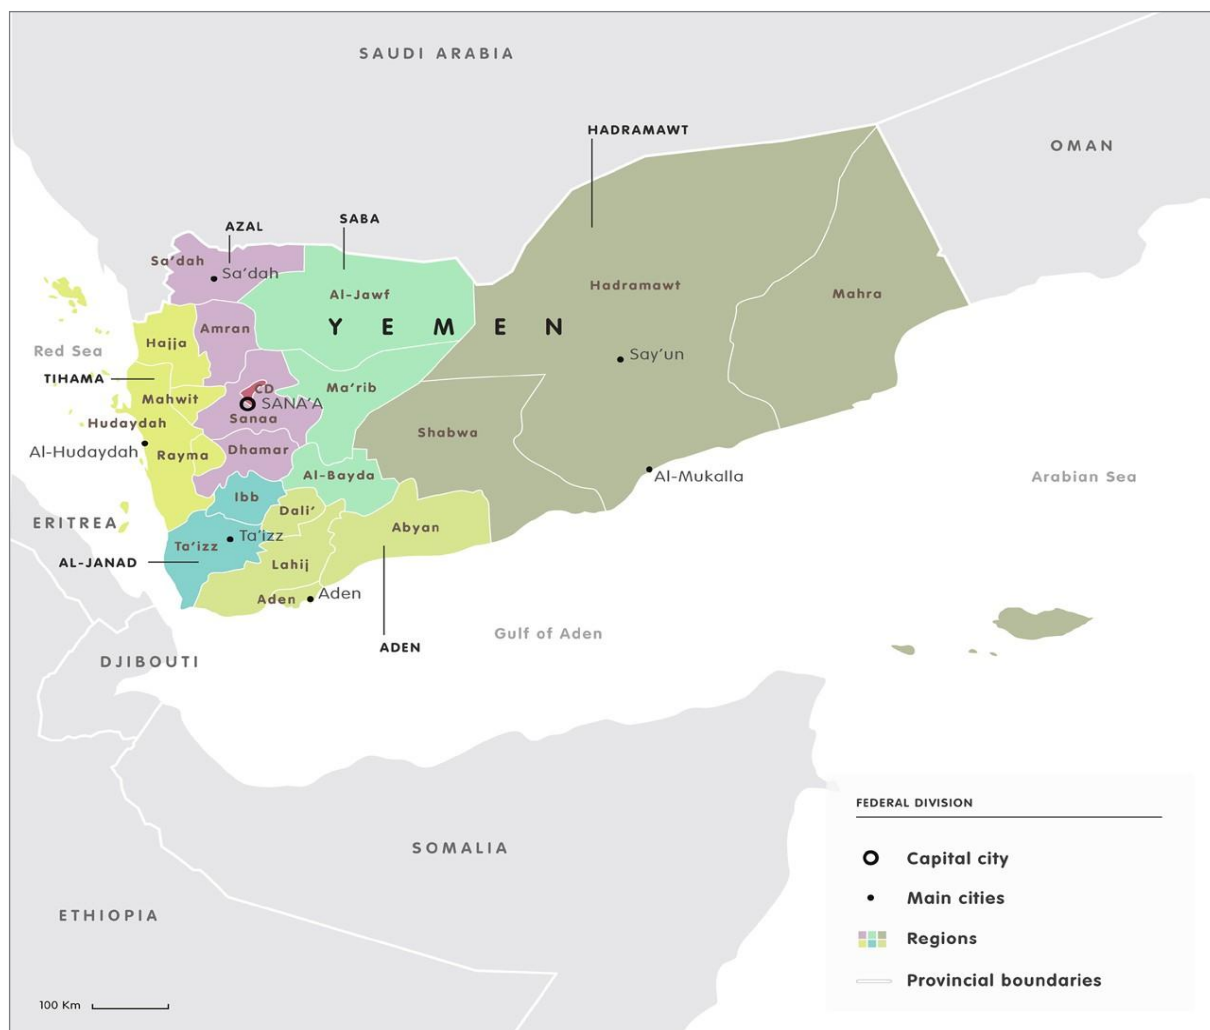 SAUDI ARABIA
HADRAMAWT
OMAN
SABA
AZAL
Sa'dah
Sa'dah
Al-Jawf
Hadramawt
Mahra
YEMEN
Amran
Hajja
Red Sea
Say'un
TIHAMA
CD
Ma'rib
Mahwit
SANA'A
Sanaa
Hudaydah
Shabwa
Al-Hudaydah
Rayma
Dhamar
Al-Bayda
Al-Mukalla
Arabian Sea
Ibb
Dali'
ERITREA
Abyan
Ta'izz
Ta'izz
AL-JANAD
Lahij
Aden
Aden
Gulf of Aden
ADEN
DJIBOUTI
SOMALIA
ETHIOPIA
100 Km
FEDERAL DIVISION
Capital city
Main cities
Regions
Provincial boundaries